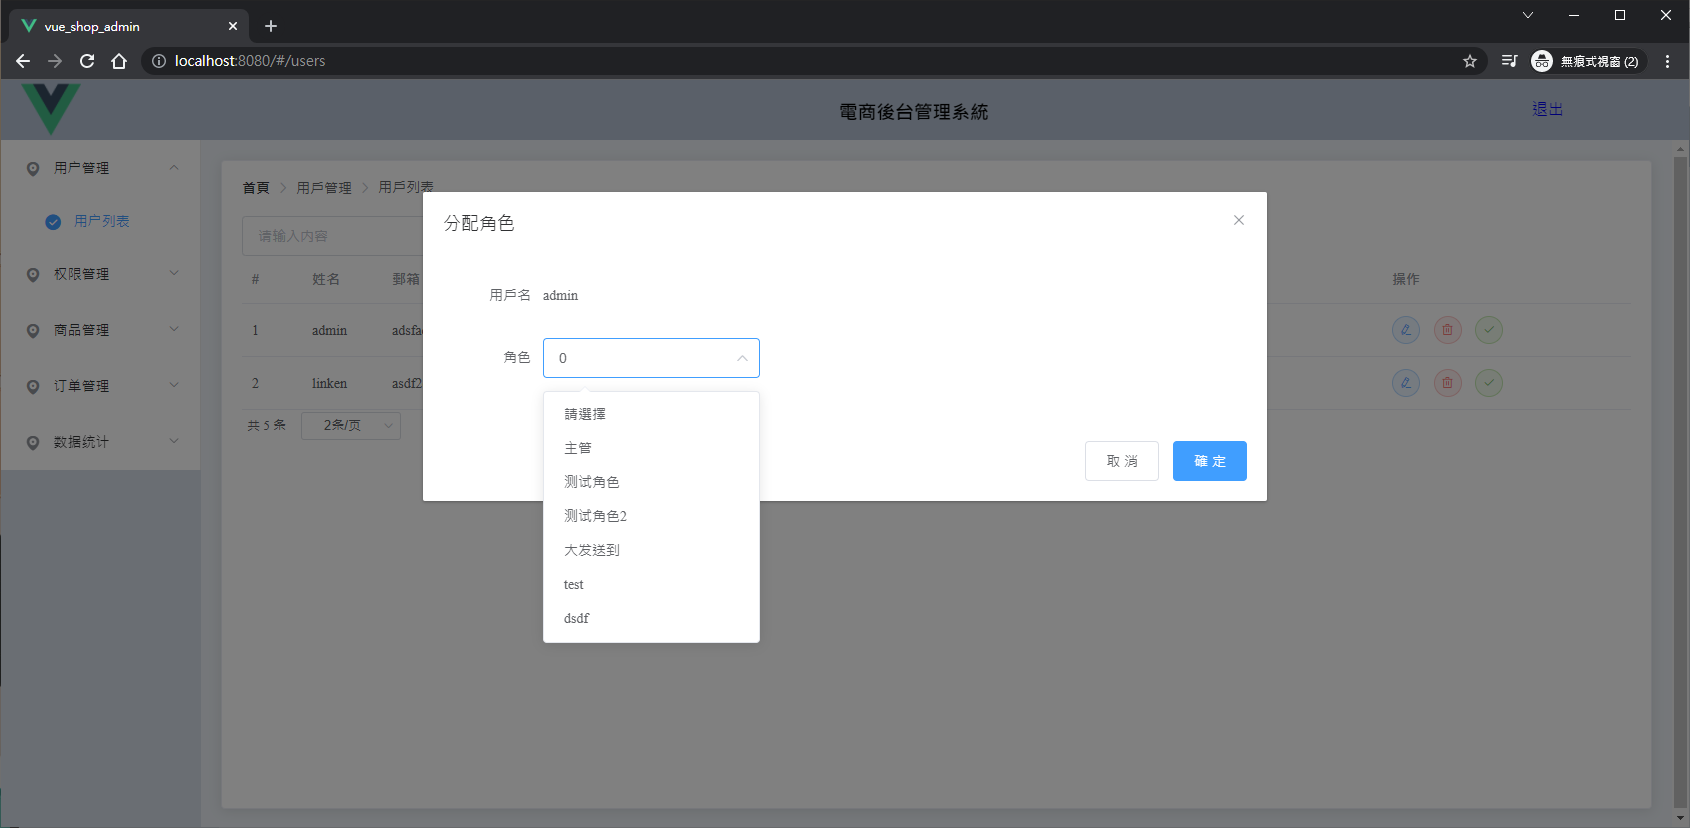 vue_shop_admin
localhost:8080/#/users
無痕式視窗 (2)
電商後台管理系統
退出
用户管理
用户列表
权限管理
商品管理
订单管理
数据统计
首頁 > 用戶管理 > 用戶列表
请输入内容
# 姓名 郵箱 操作
1 admin adsfa
2 linken asdf2
共 5 条 2条/页
分配角色
用戶名 admin
角色 0
請選擇
主管
测试角色
测试角色2
大发送到
test
dsdf
取 消
確 定